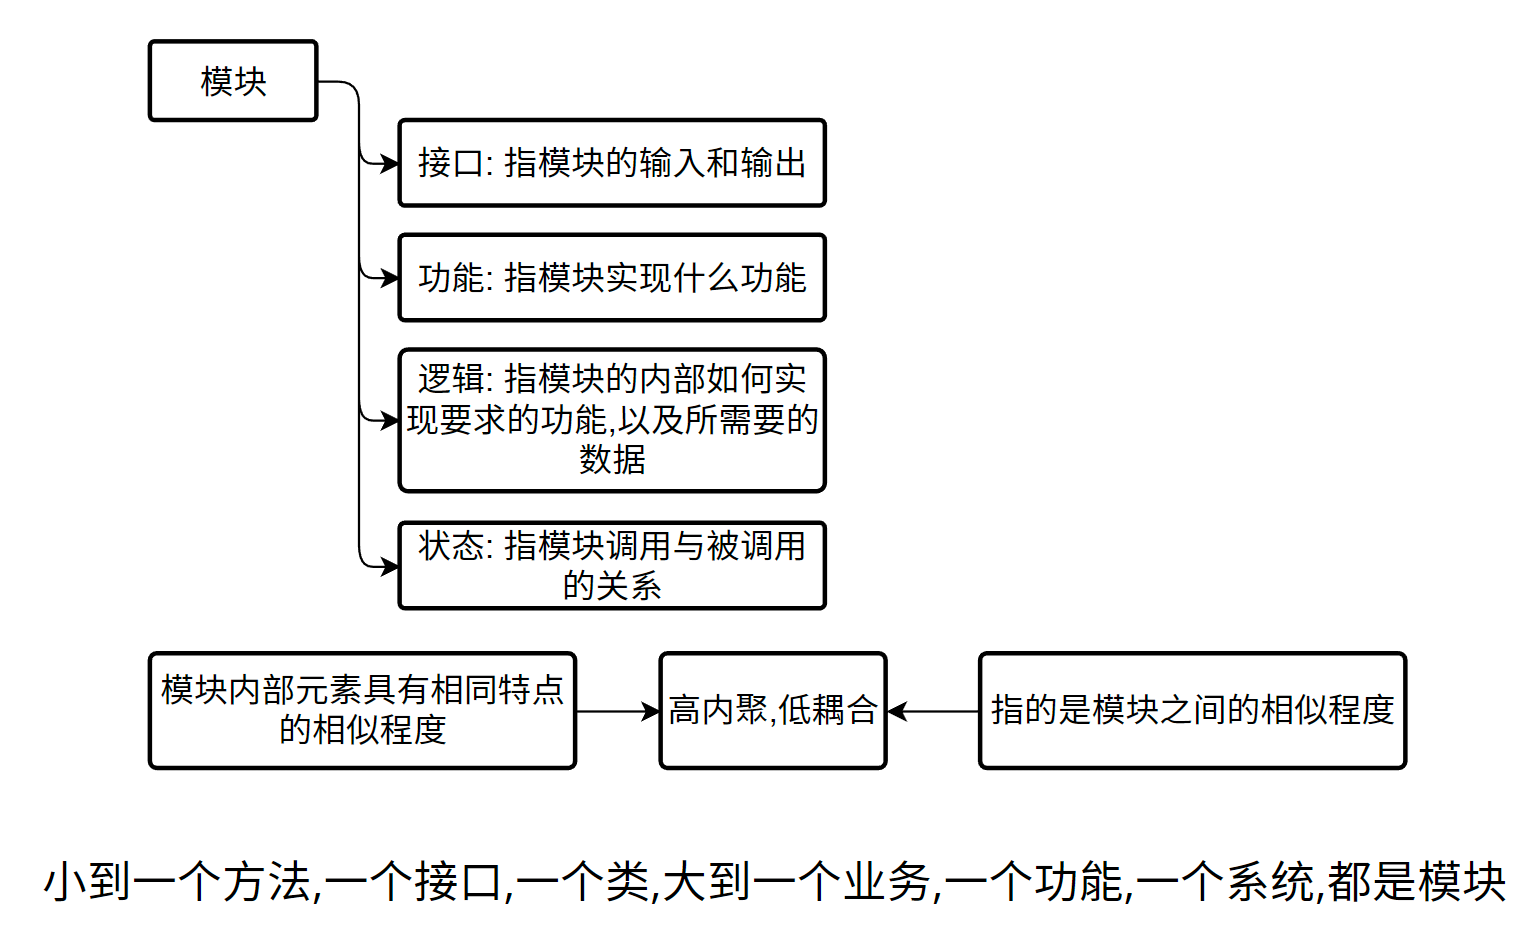 模块
接口: 指模块的输入和输出
功能: 指模块实现什么功能
逻辑: 指模块的内部如何实
现要求的功能,以及所需要的
数据
状态: 指模块调用与被调用
的关系
模块内部元素具有相同特点
的相似程度
高内聚,低耦合
指的是模块之间的相似程度
小到一个方法,一个接口,一个类,大到一个业务,一个功能,一个系统,都是模块